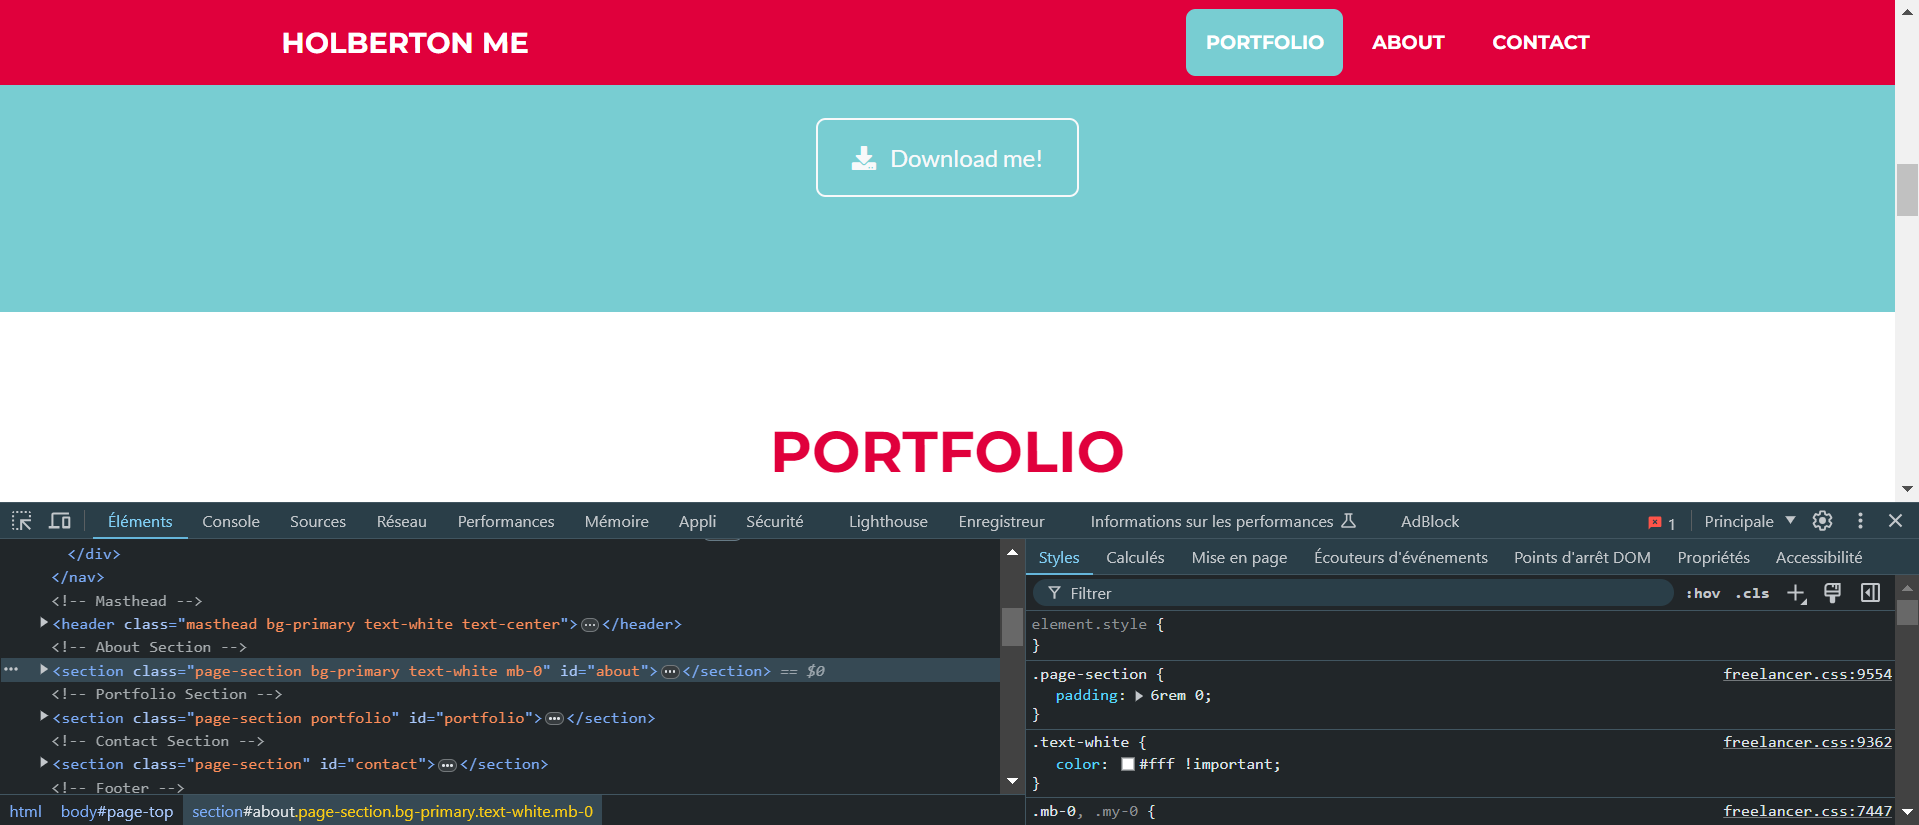 HOLBERTON ME PORTFOLIO ABOUT CONTACT
Download me!
PORTFOLIO
Éléments Console Sources Réseau Performances Mémoire Appli Sécurité Lighthouse Enregistreur Informations sur les performances AdBlock 1 Principale
</div>
</nav>
<!-- Masthead -->
<header class="masthead bg-primary text-white text-center">…</header>
<!-- About Section -->
… <section class="page-section bg-primary text-white mb-0" id="about">…</section> == $0
<!-- Portfolio Section -->
<section class="page-section portfolio" id="portfolio">…</section>
<!-- Contact Section -->
<section class="page-section" id="contact">…</section>
<!-- Footer -->
html body#page-top section#about.page-section.bg-primary.text-white.mb-0
Styles Calculés Mise en page Écouteurs d'événements Points d'arrêt DOM Propriétés Accessibilité
Filtrer :hov .cls
element.style {
}
.page-section { freelancer.css:9554
padding: 6rem 0;
}
.text-white { freelancer.css:9362
color: #fff !important;
}
.mb-0, .my-0 { freelancer.css:7447